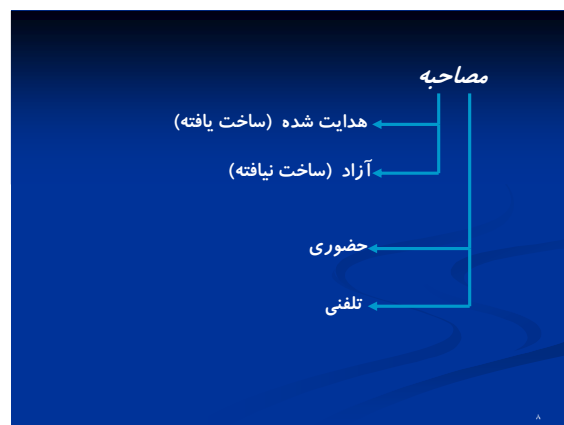 مصاحبه
هدایت شده (ساخت یافته)
آزاد (ساخت نیافته)
حضوری
تلفنی
۸